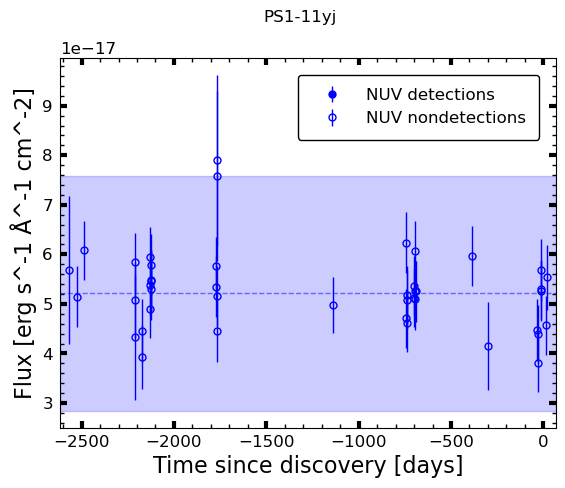 PS1-11yj
1e−17
NUV detections
NUV nondetections
9
8
7
6
5
4
3
Flux [erg s^-1 Å^-1 cm^-2]
−2500 −2000 −1500 −1000 −500 0
Time since discovery [days]